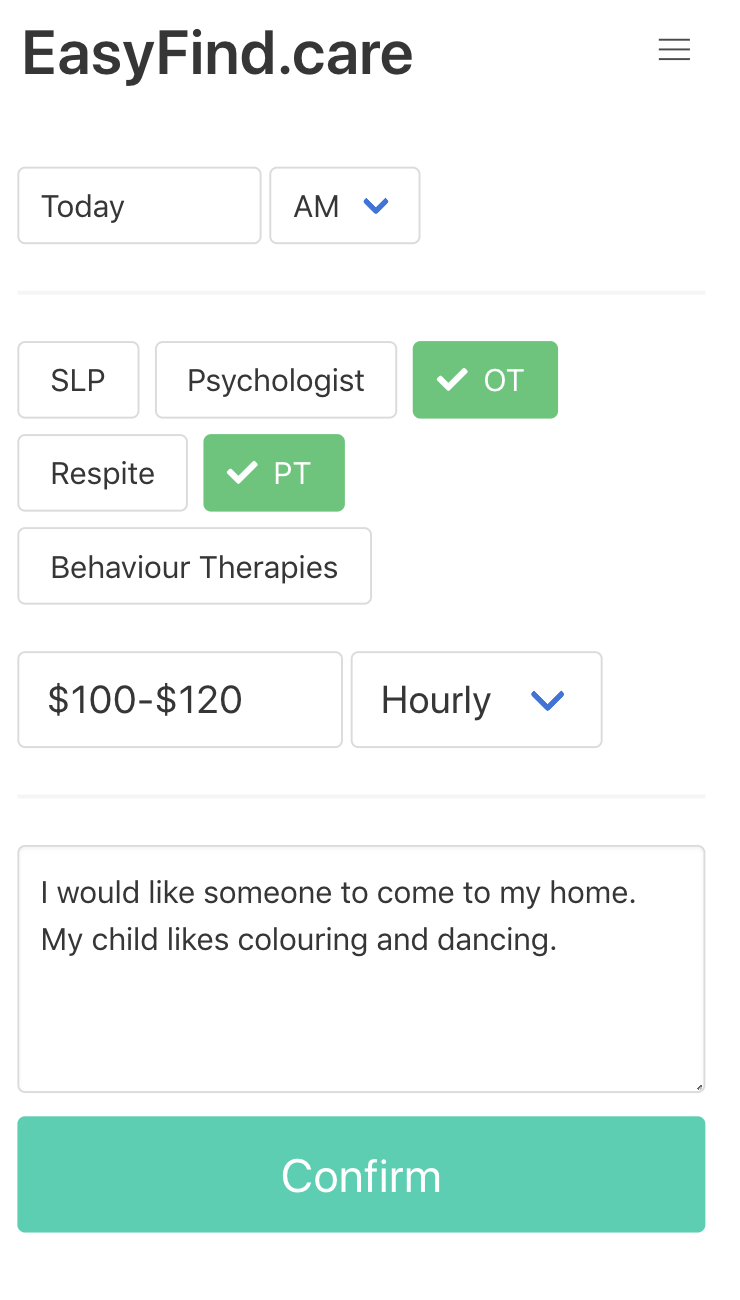 EasyFind.care
Today AM
SLP Psychologist OT
Respite PT
Behaviour Therapies
$100-$120 Hourly
I would like someone to come to my home.
My child likes colouring and dancing.
Confirm